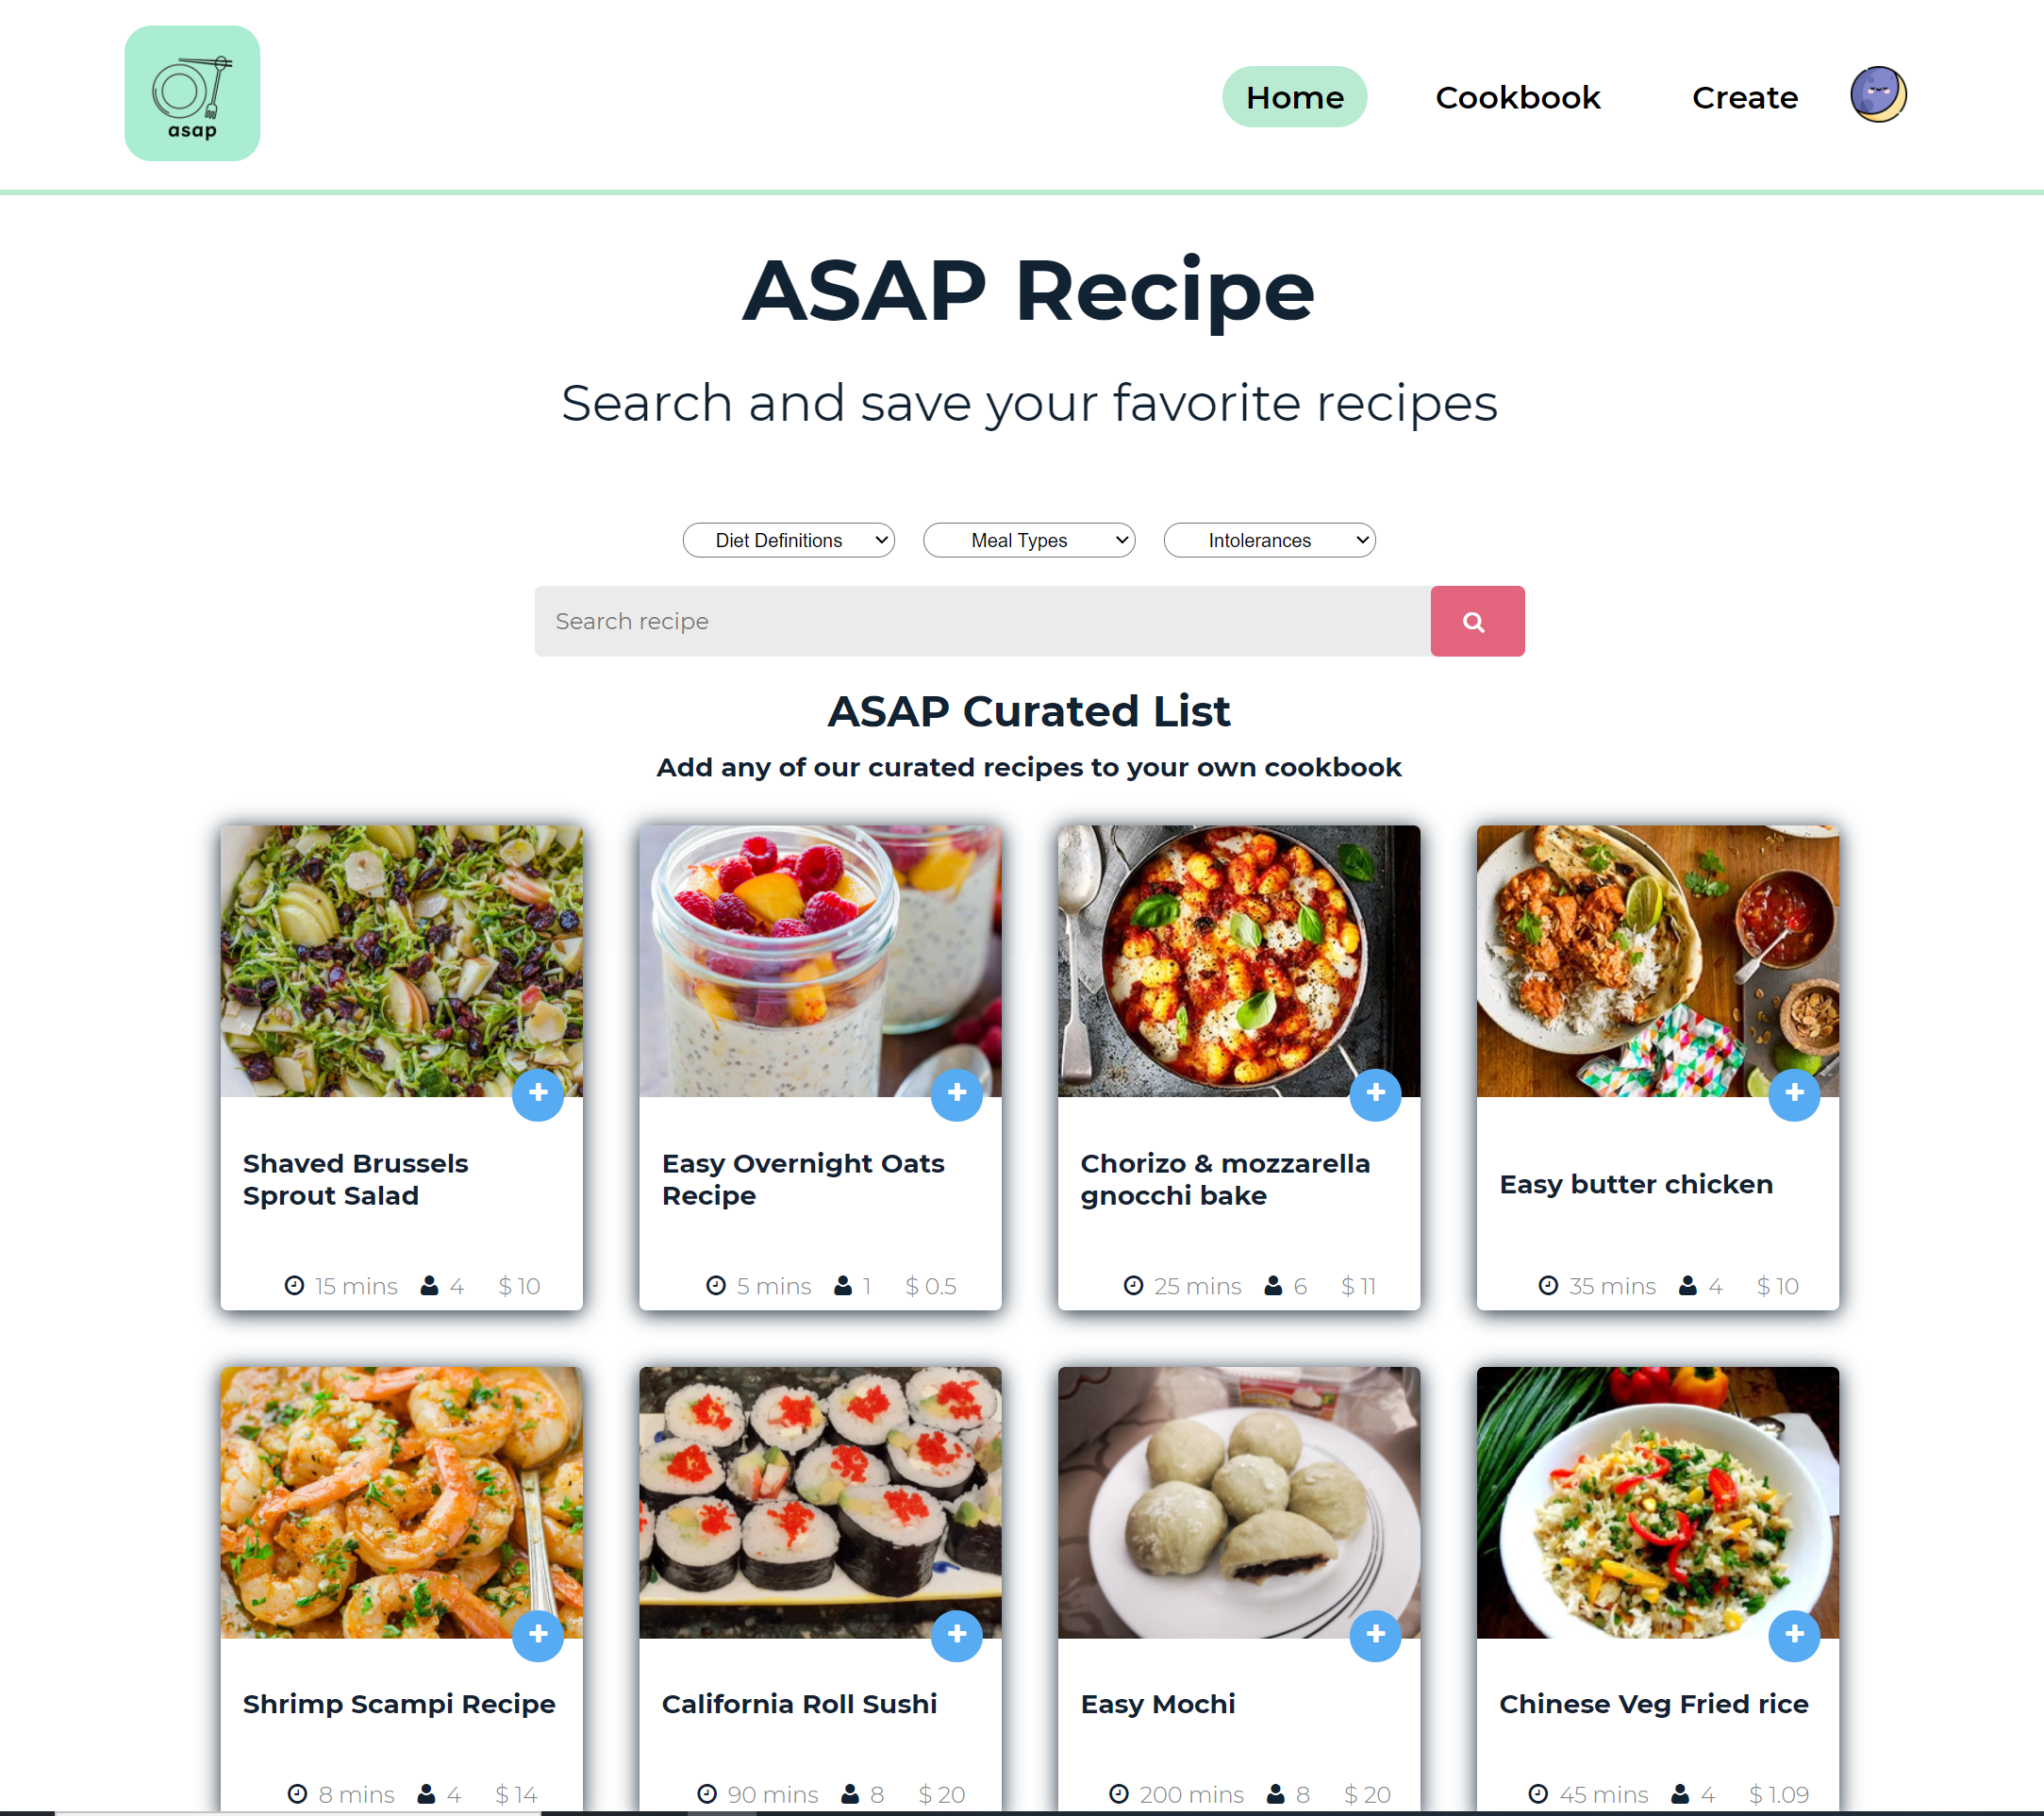 asap
Home
Cookbook
Create
ASAP Recipe
Search and save your favorite recipes
Diet Definitions
Meal Types
Intolerances
Search recipe
ASAP Curated List
Add any of our curated recipes to your own cookbook
+
+
+
+
Shaved Brussels
Sprout Salad
15 mins 4 $ 10
Easy Overnight Oats
Recipe
5 mins 1 $ 0.5
Chorizo & mozzarella
gnocchi bake
25 mins 6 $ 11
Easy butter chicken
35 mins 4 $ 10
+
+
+
+
Shrimp Scampi Recipe
8 mins 4 $ 14
California Roll Sushi
90 mins 8 $ 20
Easy Mochi
200 mins 8 $ 20
Chinese Veg Fried rice
45 mins 4 $ 1.09